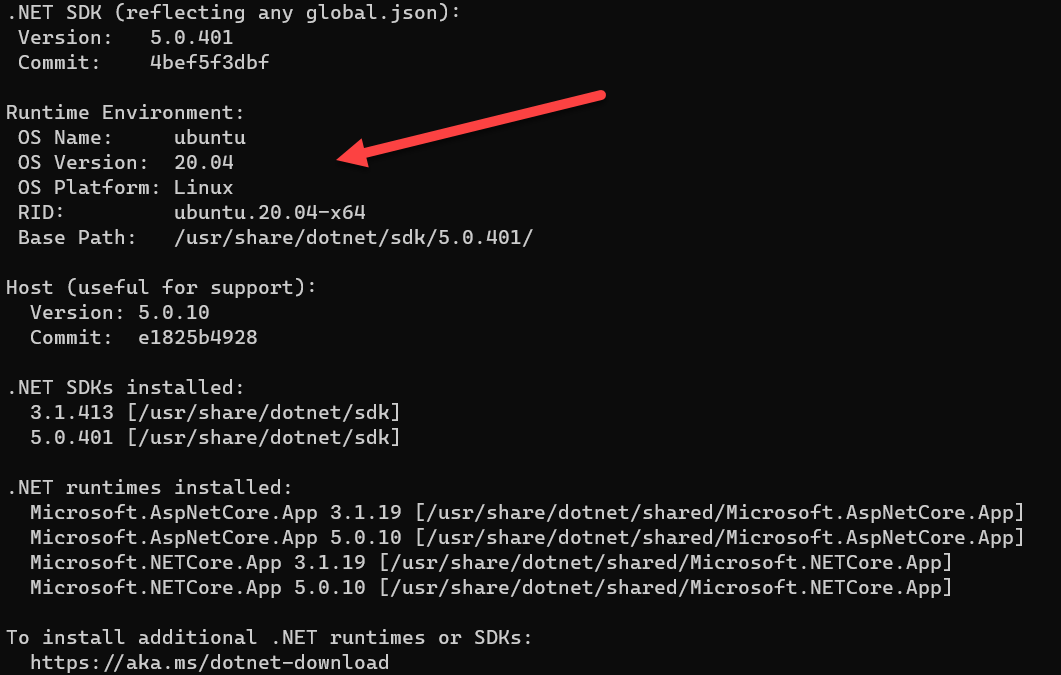 .NET SDK (reflecting any global.json):
Version: 5.0.401
Commit: 4bef5f3dbf
Runtime Environment:
OS Name: ubuntu
OS Version: 20.04
OS Platform: Linux
RID: ubuntu.20.04-x64
Base Path: /usr/share/dotnet/sdk/5.0.401/
Host (useful for support):
Version: 5.0.10
Commit: e1825b4928
.NET SDKs installed:
3.1.413 [/usr/share/dotnet/sdk]
5.0.401 [/usr/share/dotnet/sdk]
.NET runtimes installed:
Microsoft.AspNetCore.App 3.1.19 [/usr/share/dotnet/shared/Microsoft.AspNetCore.App]
Microsoft.AspNetCore.App 5.0.10 [/usr/share/dotnet/shared/Microsoft.AspNetCore.App]
Microsoft.NETCore.App 3.1.19 [/usr/share/dotnet/shared/Microsoft.NETCore.App]
Microsoft.NETCore.App 5.0.10 [/usr/share/dotnet/shared/Microsoft.NETCore.App]
To install additional .NET runtimes or SDKs:
https://aka.ms/dotnet-download